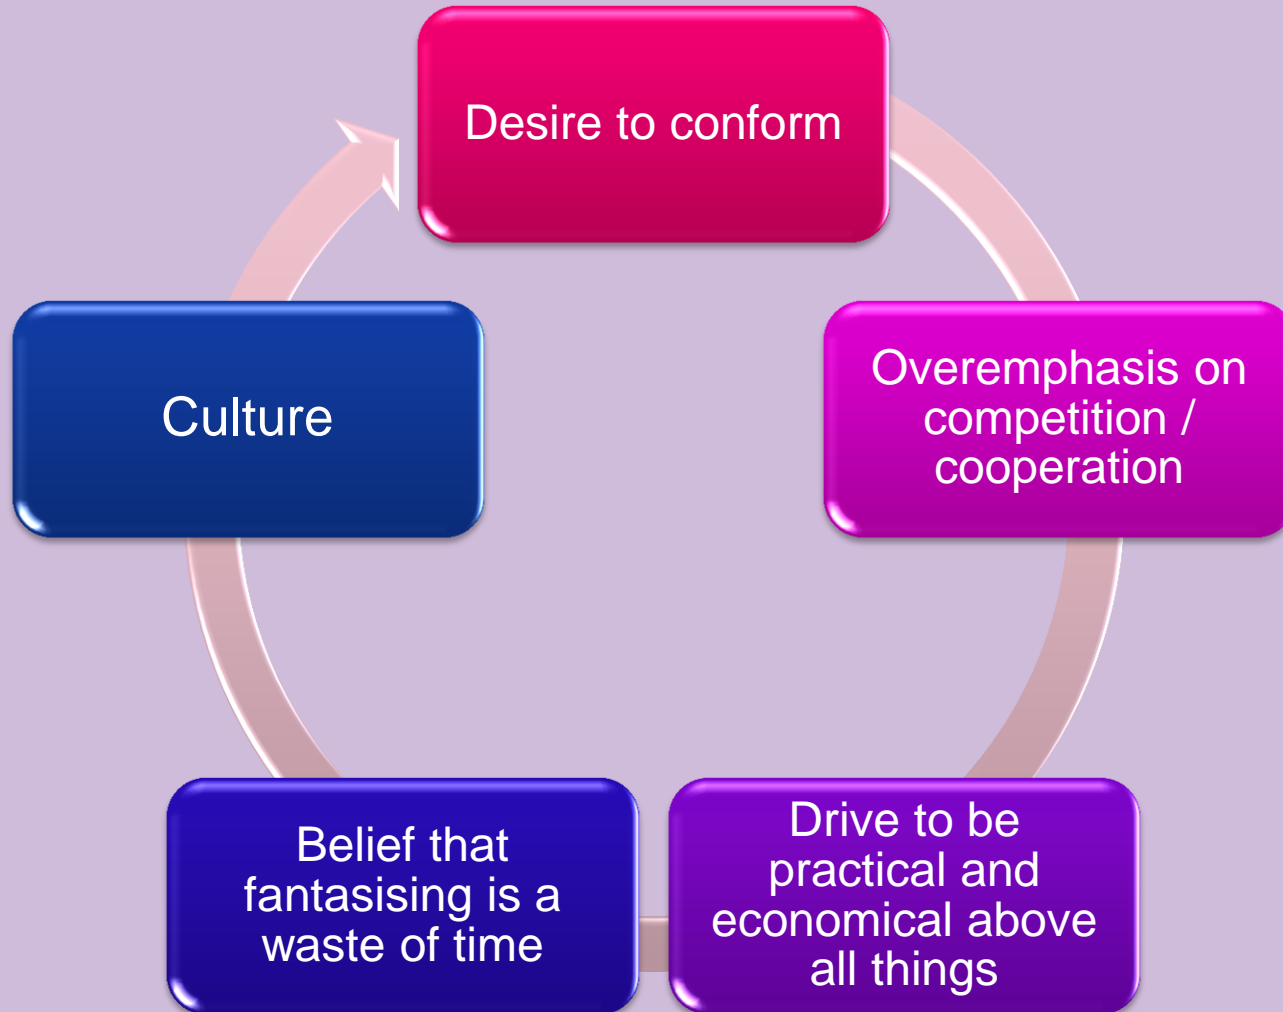 Desire to conform
Overemphasis on
competition /
cooperation
Drive to be
practical and
economical above
all things
Belief that
fantasising is a
waste of time
Culture